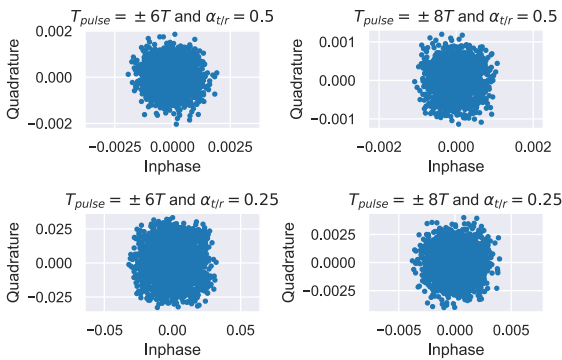 T_pulse = ± 6T and α_t/r = 0.5
T_pulse = ± 8T and α_t/r = 0.5
0.002
0.000
−0.002
Quadrature
−0.0025 0.0000 0.0025
Inphase
0.001
0.000
−0.001
Quadrature
−0.002 0.000 0.002
Inphase
T_pulse = ± 6T and α_t/r = 0.25
T_pulse = ± 8T and α_t/r = 0.25
0.025
0.000
−0.025
Quadrature
−0.05 0.00 0.05
Inphase
0.0025
0.0000
−0.0025
Quadrature
−0.005 0.000 0.005
Inphase